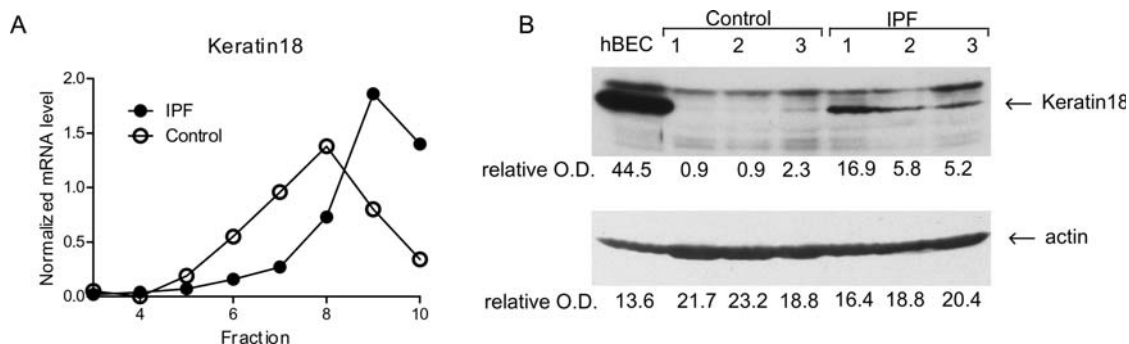 A
Keratin18
Normalized mRNA level
2.0
1.5
1.0
0.5
0.0
IPF
Control
4 6 8 10
Fraction
B
Control IPF
hBEC 1 2 3 1 2 3
← Keratin18
relative O.D. 44.5 0.9 0.9 2.3 16.9 5.8 5.2
← actin
relative O.D. 13.6 21.7 23.2 18.8 16.4 18.8 20.4